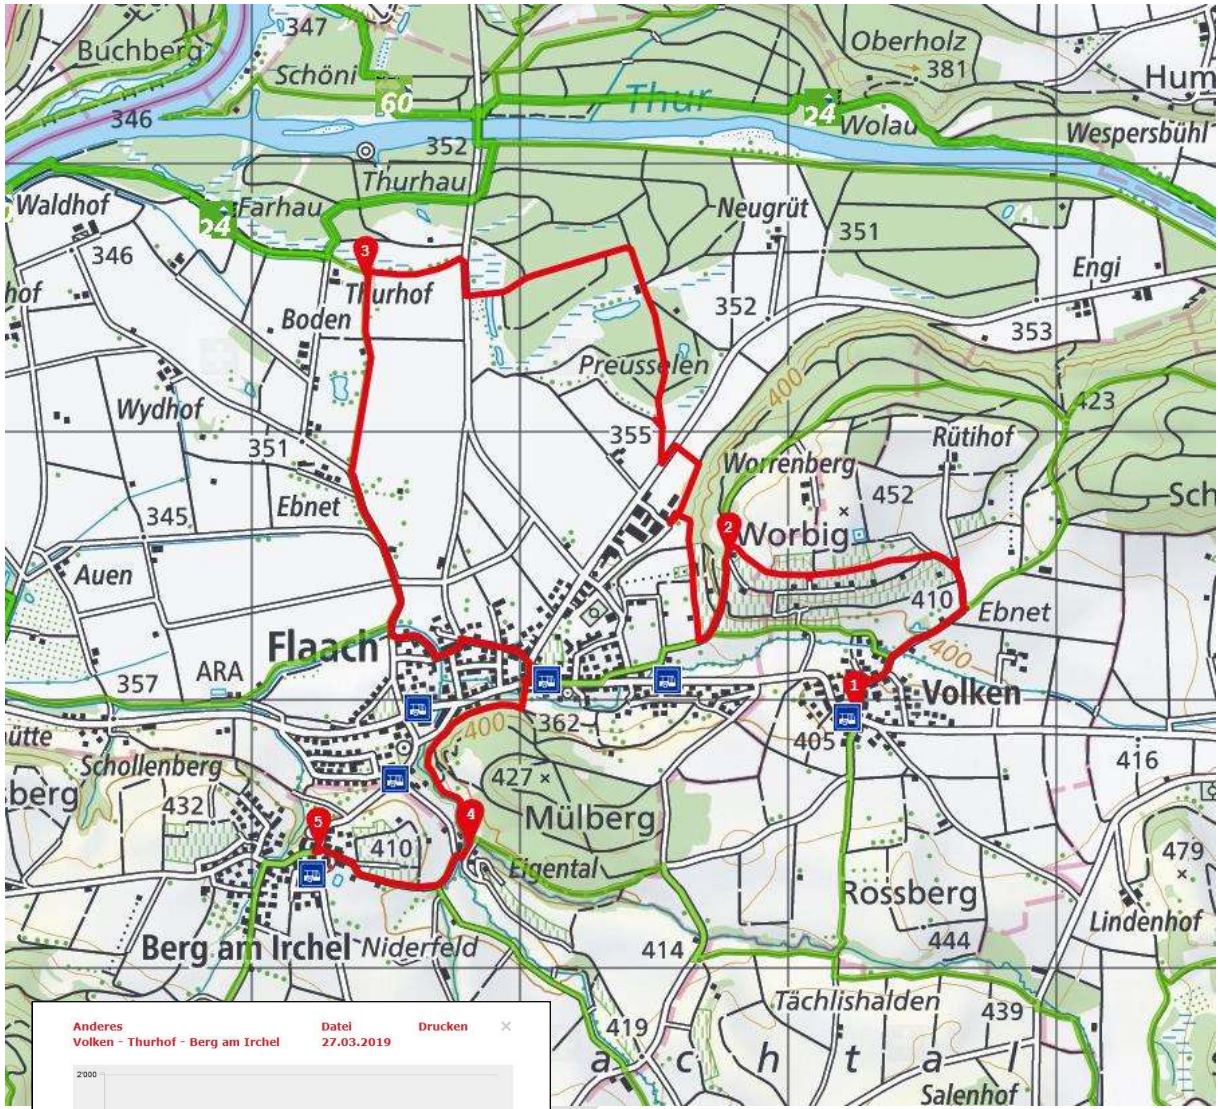 347
Buchberg
Schöni
Oberholz
381
Hum
60
346
Thur
24
Wolau
352
Wespersbühl
Thurhau
Waldhof
Farhau
24
Neugrüt
346
3
351
hof
Thurhof
Engi
Boden
352
353
Preusselen
400
Wydhof
423
351
355
Rütihof
Worrenberg
Ebnet
452
Sch
345
2
Worbig
Auen
410
Ebnet
Flaach
400
ARA
357
1
Volken
400
362
405
ütte
416
Schollenberg
427
berg
432
4
Mülberg
5
410
479
Eigental
Rossberg
Lindenhof
Berg am Irchel
Niderfeld
414
444
Tächlishalden
439
419
a c h t a l
Salenhof
Anderes Datei Drucken ×
Volken - Thurhof - Berg am Irchel 27.03.2019
2'000